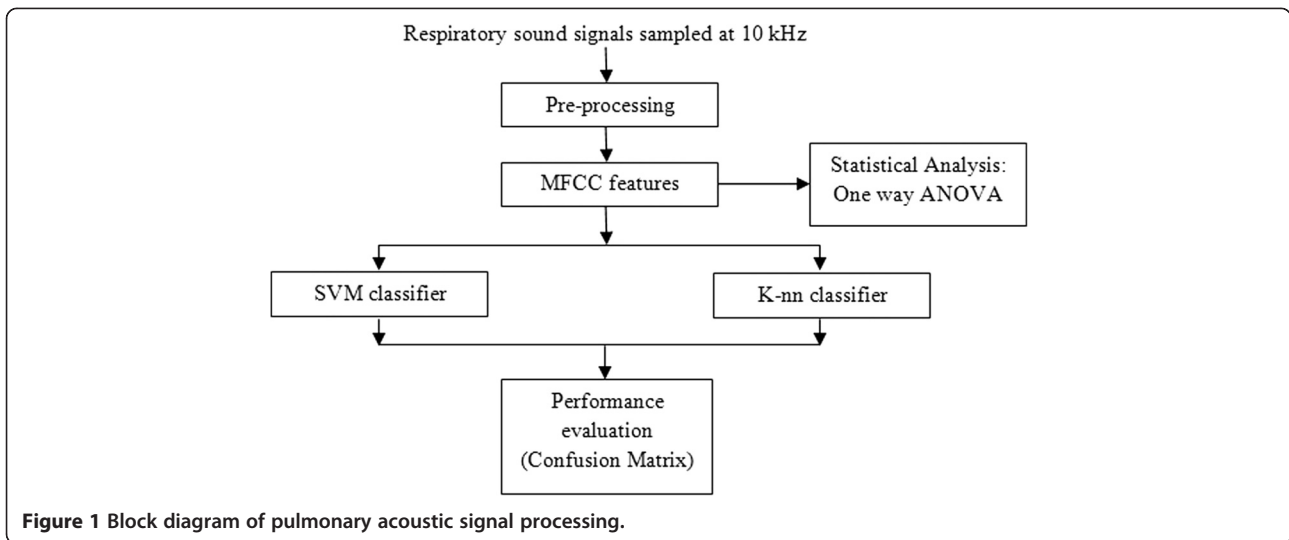 Respiratory sound signals sampled at 10 kHz
Pre-processing
MFCC features
Statistical Analysis:
One way ANOVA
SVM classifier
K-nn classifier
Performance
evaluation
(Confusion Matrix)
Figure 1 Block diagram of pulmonary acoustic signal processing.